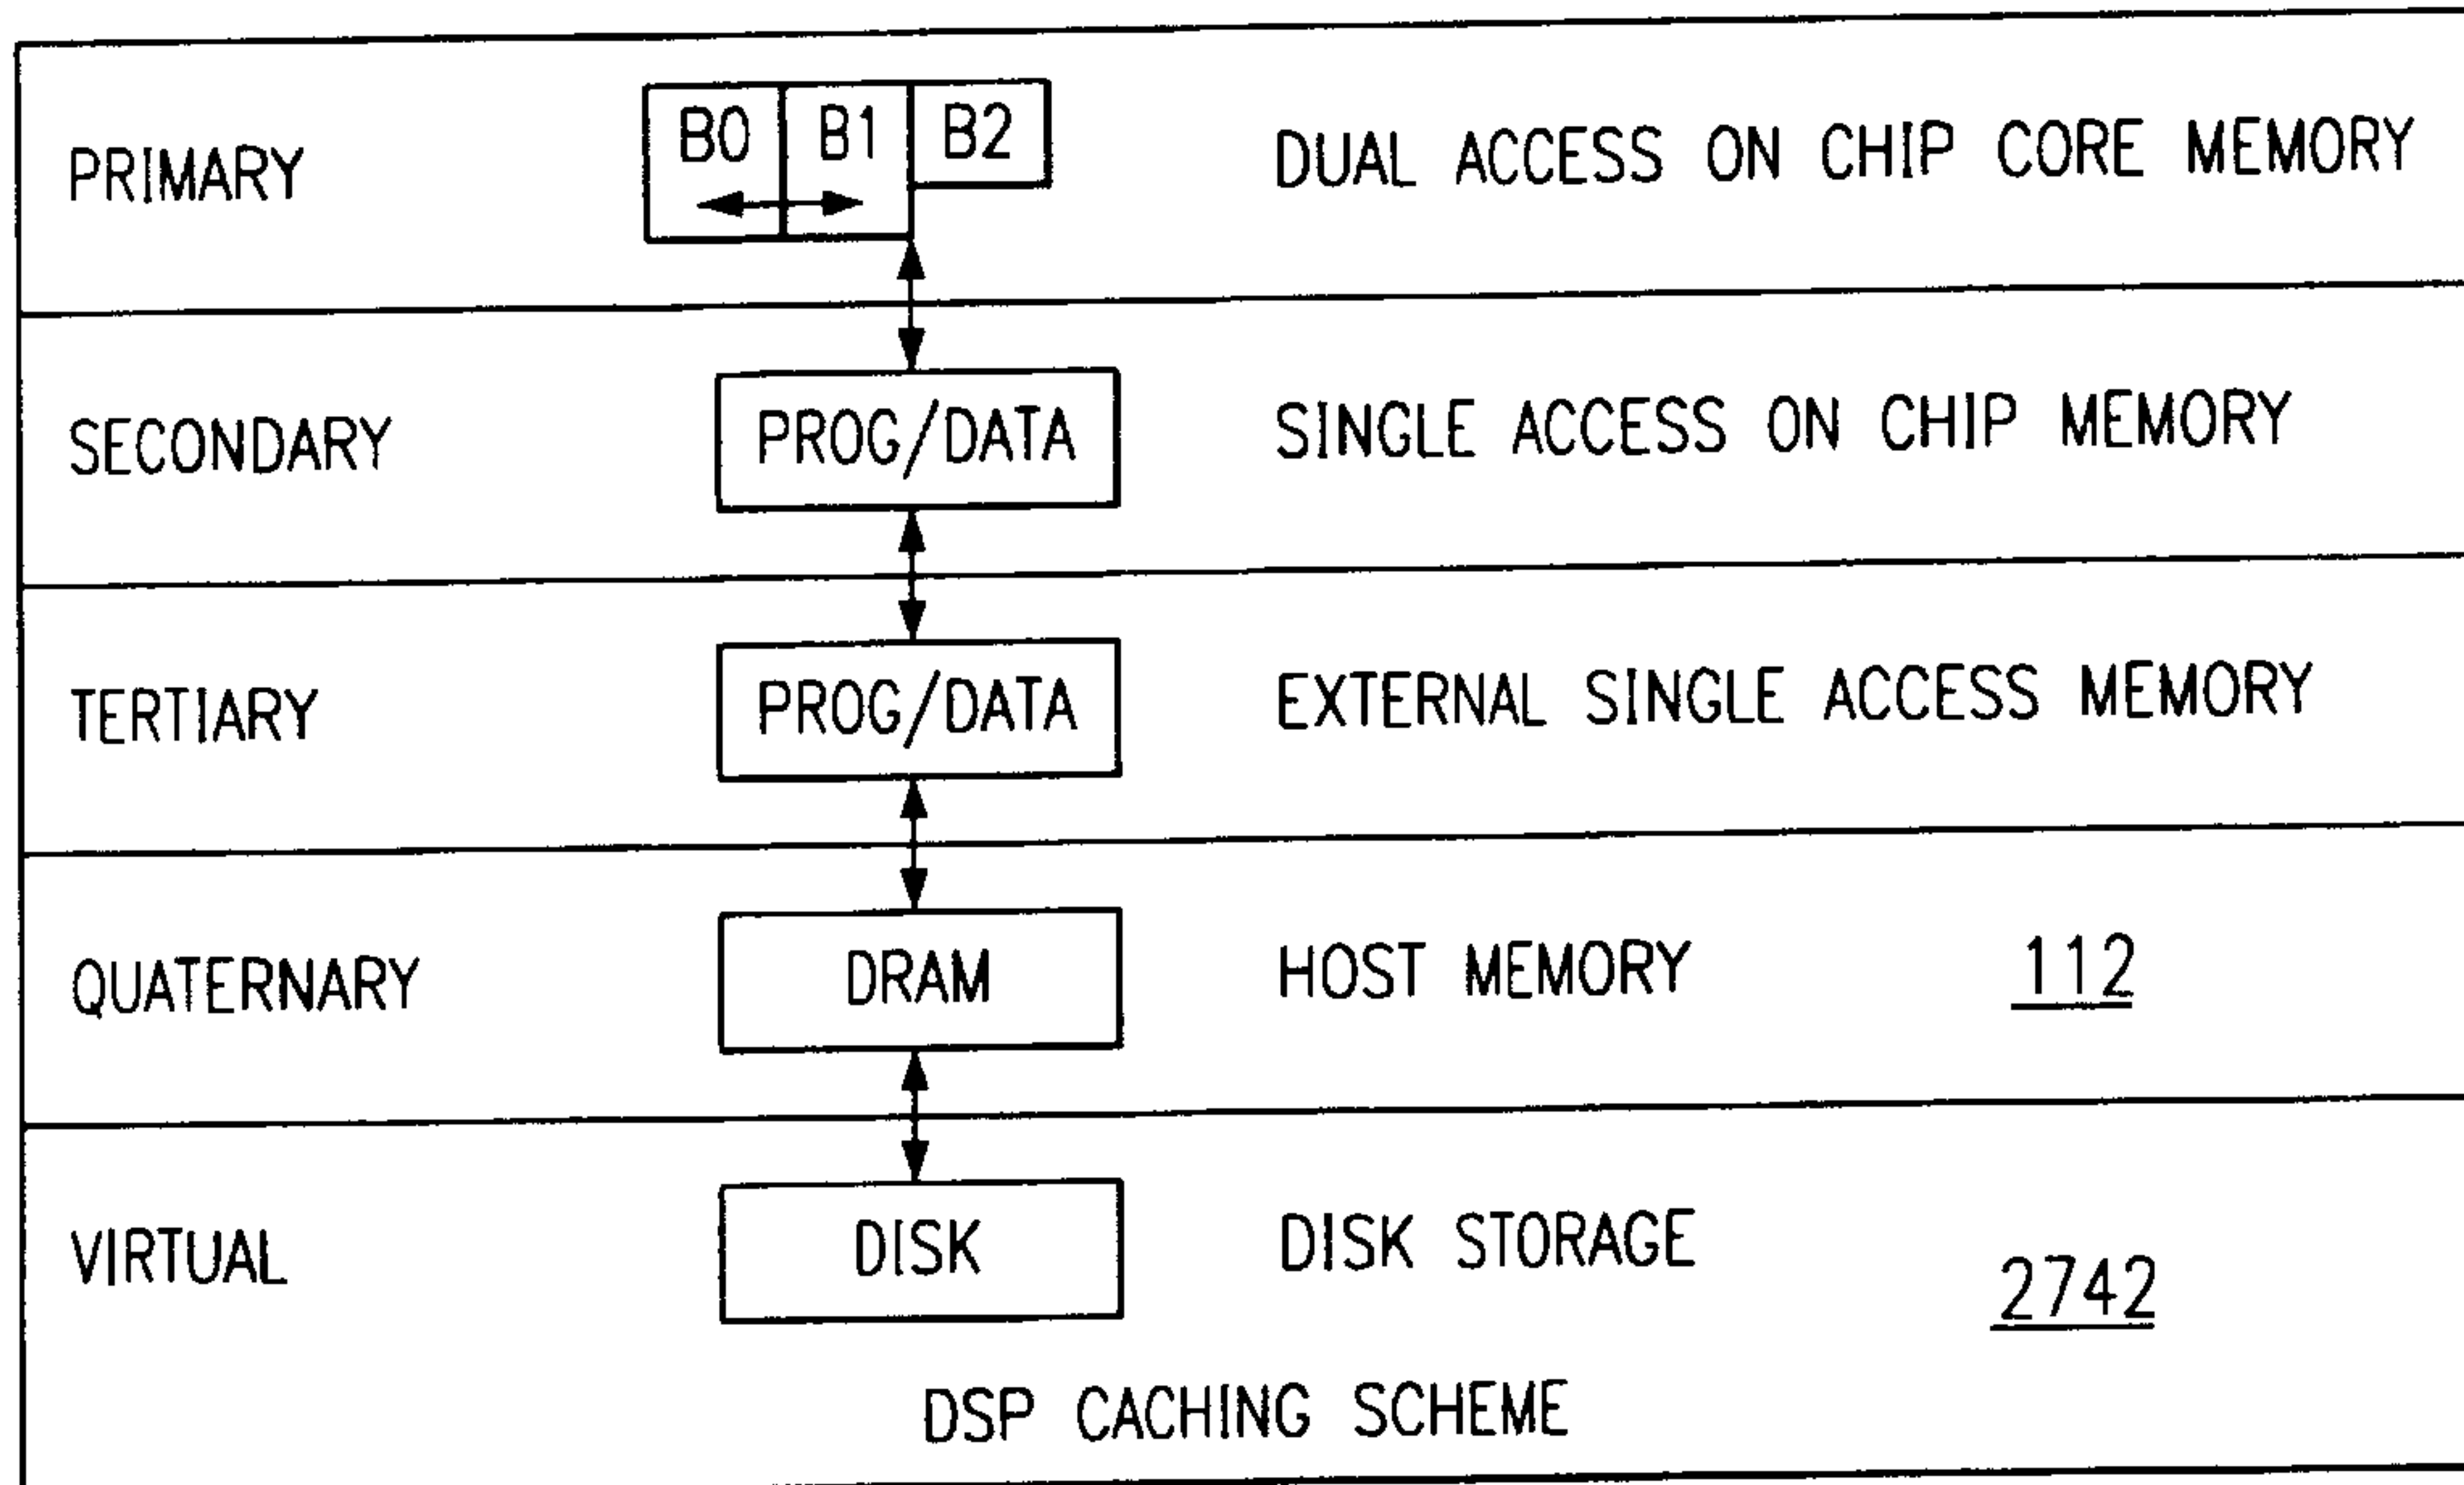 PRIMARY B0 B1 B2 DUAL ACCESS ON CHIP CORE MEMORY
SECONDARY PROG/DATA SINGLE ACCESS ON CHIP MEMORY
TERTIARY PROG/DATA EXTERNAL SINGLE ACCESS MEMORY
QUATERNARY DRAM HOST MEMORY 112
VIRTUAL DISK DISK STORAGE 2742
DSP CACHING SCHEME